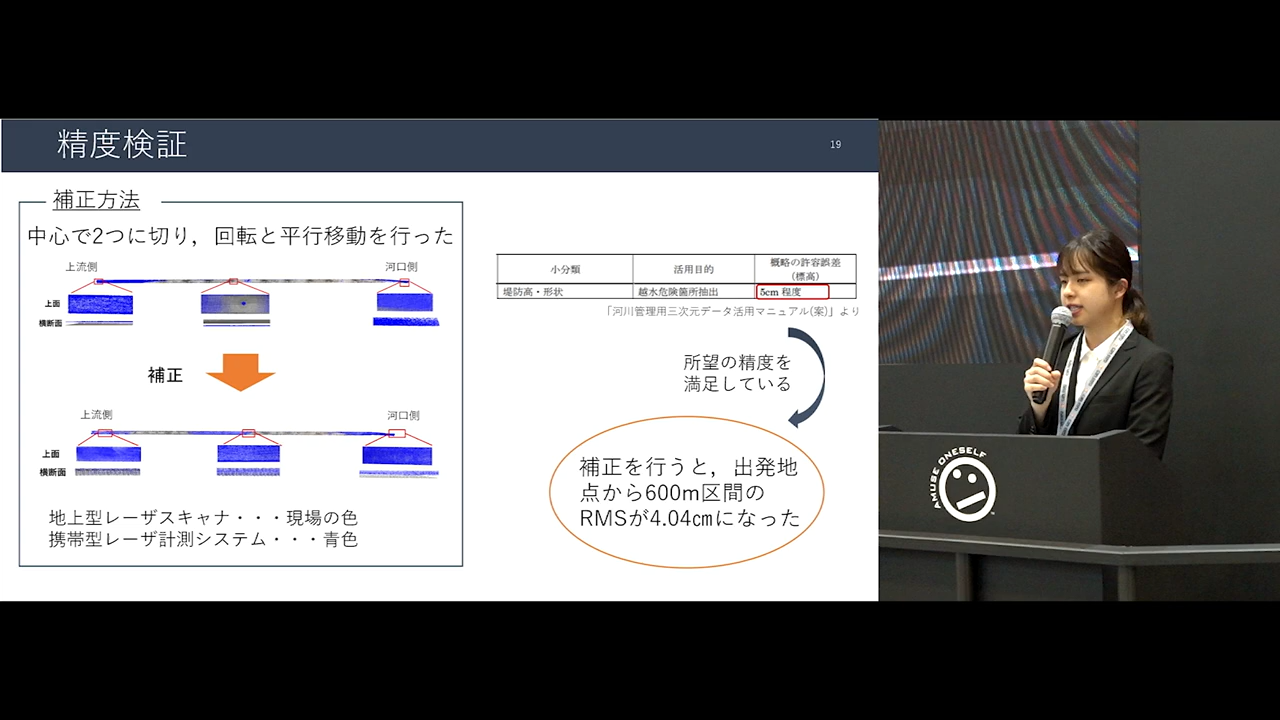 精度検証
19
補正方法
中心で2つに切り，回転と平行移動を行った
上流側
河口側
上面
横断面
補正
上流側
河口側
上面
横断面
地上型レーザスキャナ・・・現場の色
携帯型レーザ計測システム・・・青色
小分類
活用目的
概略の許容誤差
（標高）
堤防高・形状
越水危険箇所抽出
5cm 程度
「河川管理用三次元データ活用マニュアル(案)」より
所望の精度を
満足している
補正を行うと，出発地
点から600m区間の
RMSが4.04㎝になった
AMUSE ONESELF